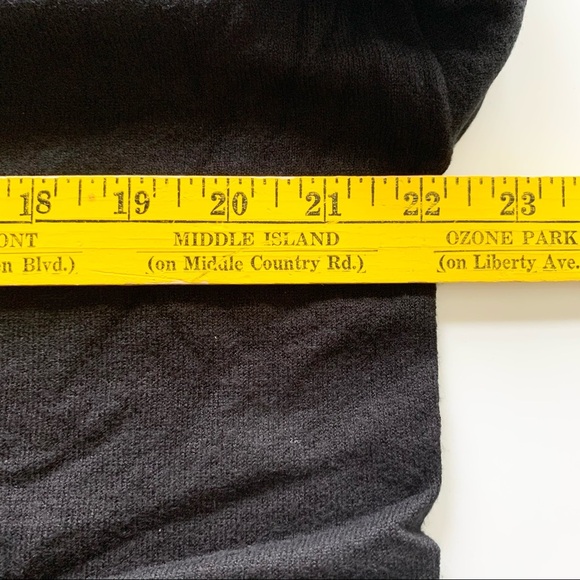 18 19 20 21 22 23
ONT MIDDLE ISLAND OZONE PARK
n Blvd.) (on Middle Country Rd.) (on Liberty Ave.